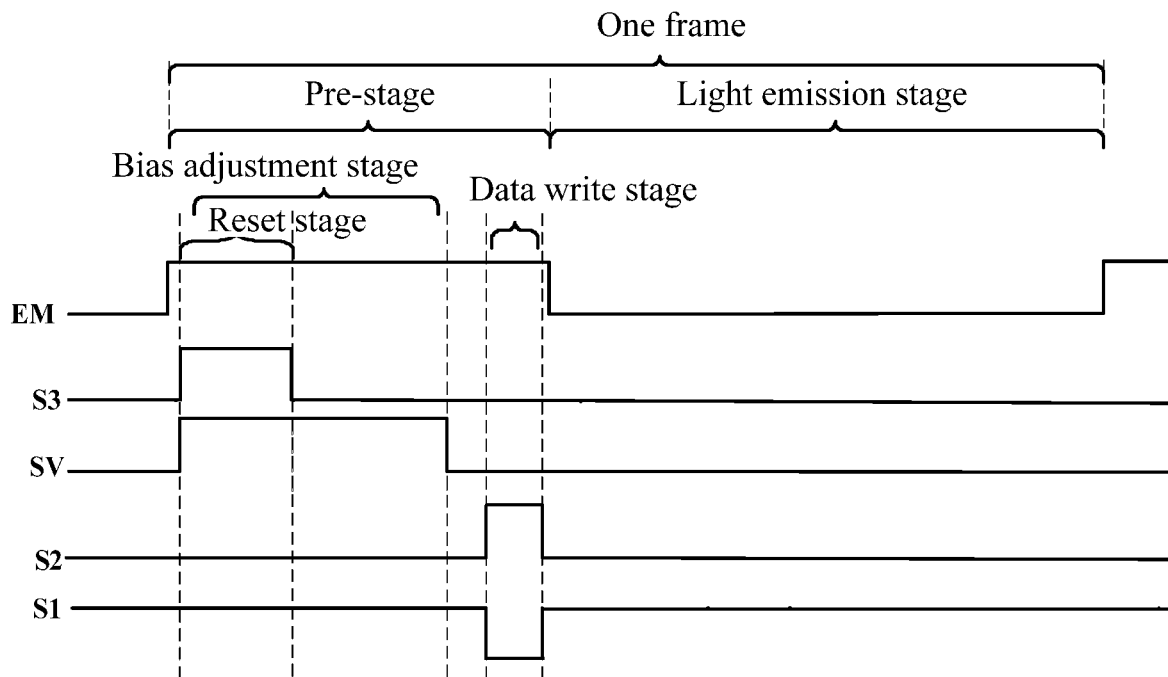 One frame
Pre-stage
Light emission stage
Bias adjustment stage
Data write stage
Reset stage
EM
S3
SV
S2
S1